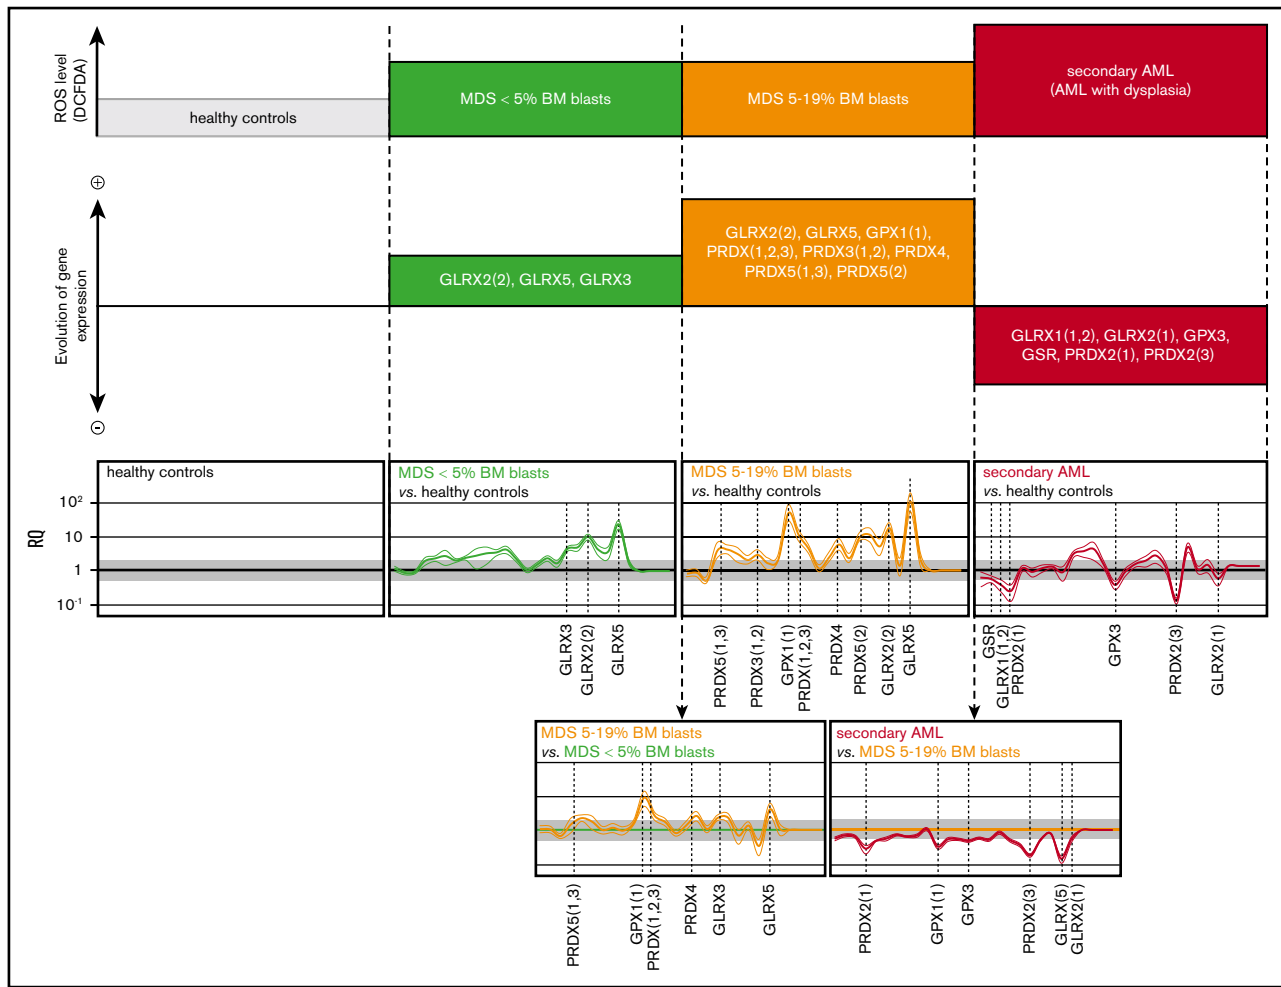 ROS level
(DCFDA)
healthy controls
MDS < 5% BM blasts
MDS 5-19% BM blasts
secondary AML
(AML with dysplasia)
+
Evolution of gene
expression
-
GLRX2(2), GLRX5, GLRX3
GLRX2(2), GLRX5, GPX1(1),
PRDX(1,2,3), PRDX3(1,2), PRDX4,
PRDX5(1,3), PRDX5(2)
GLRX1(1,2), GLRX2(1), GPX3,
GSR, PRDX2(1), PRDX2(3)
RQ
10²
10
1
10⁻¹
healthy controls
MDS < 5% BM blasts
vs. healthy controls
GLRX3
GLRX2(2)
GLRX5
MDS 5-19% BM blasts
vs. healthy controls
PRDX5(1,3)
PRDX3(1,2)
GPX1(1)
PRDX(1,2,3)
PRDX4
PRDX5(2)
GLRX2(2)
GLRX5
secondary AML
vs. healthy controls
GSR
GLRX1(1,2)
PRDX2(1)
GPX3
PRDX2(3)
GLRX2(1)
MDS 5-19% BM blasts
vs. MDS < 5% BM blasts
PRDX5(1,3)
GPX1(1)
PRDX(1,2,3)
PRDX4
GLRX3
GLRX5
secondary AML
vs. MDS 5-19% BM blasts
PRDX2(1)
GPX1(1)
GPX3
PRDX2(3)
GLRX(5)
GLRX2(1)